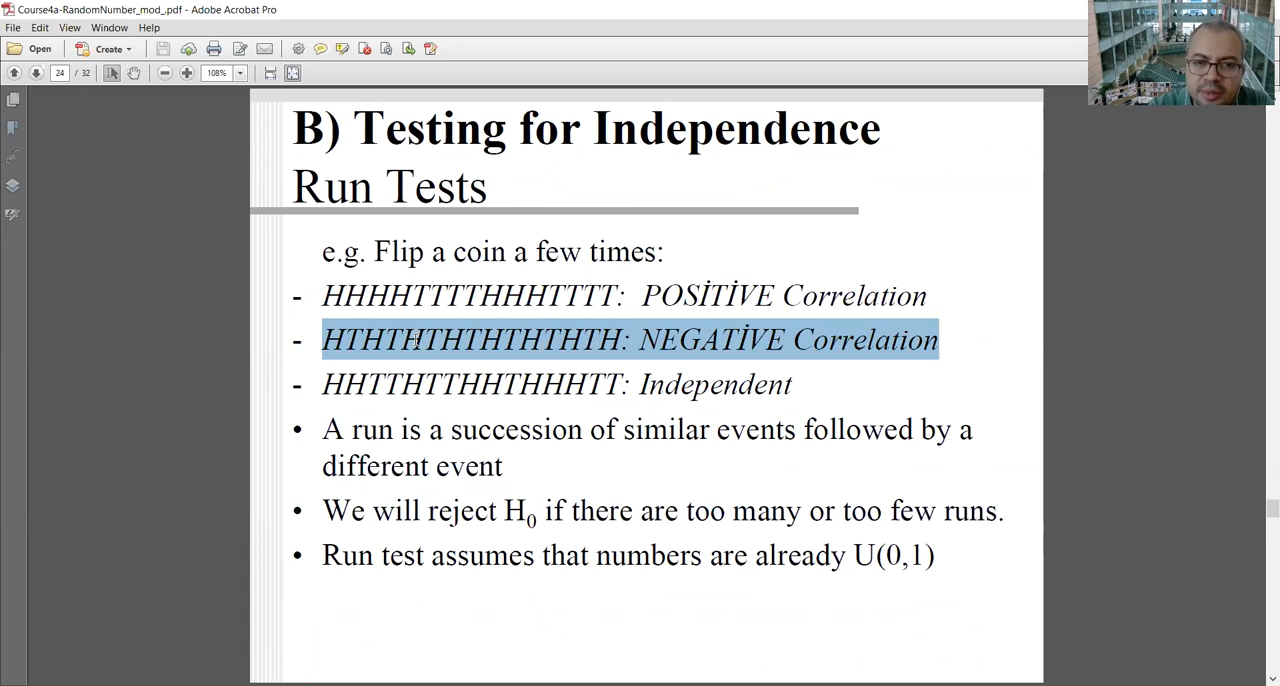 Course4a-RandomNumber_mod_.pdf - Adobe Acrobat Pro
File Edit View Window Help
Open Create
24 / 32 108%
B) Testing for Independence
Run Tests
e.g. Flip a coin a few times:
- HHHHTTTTHHHTTTT: POSİTİVE Correlation
- HTHTHTHTHTHTHTH: NEGATİVE Correlation
- HHTTHTTHHTHHHTT: Independent
• A run is a succession of similar events followed by a
different event
• We will reject H0 if there are too many or too few runs.
• Run test assumes that numbers are already U(0,1)